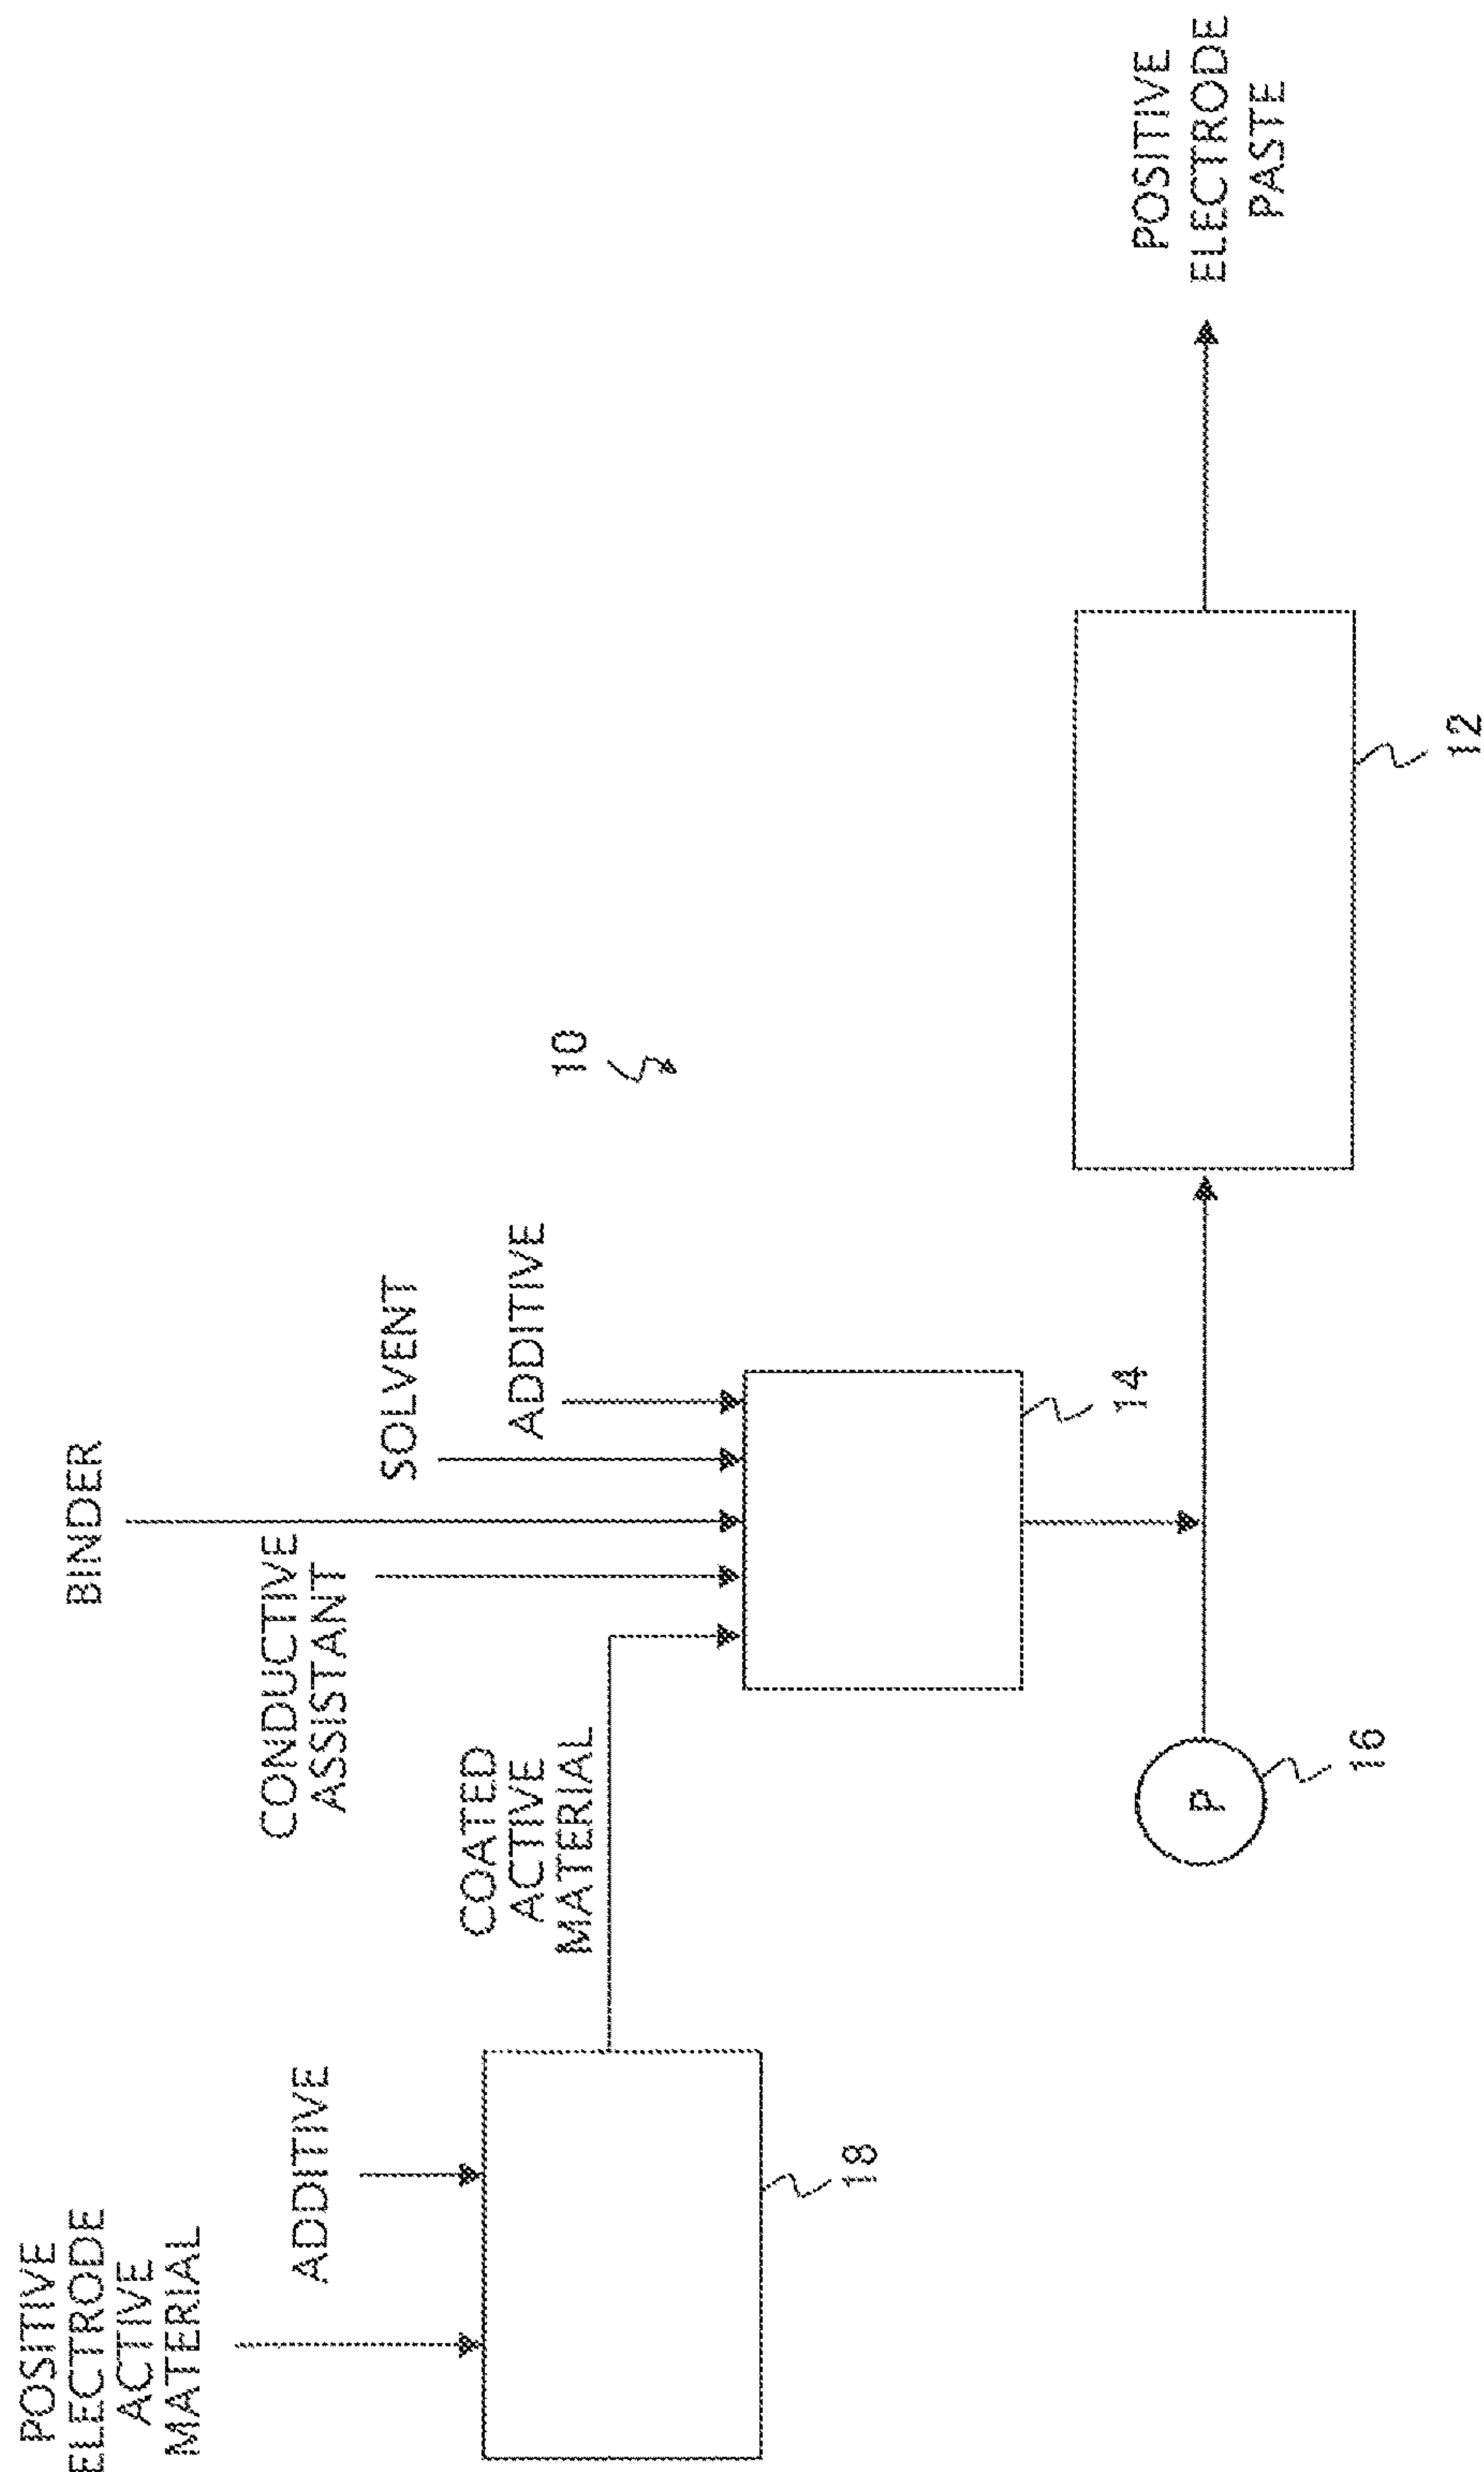 POSITIVE
ELECTRODE
ACTIVE
MATERIAL
ADDITIVE
18
COATED
ACTIVE
MATERIAL
CONDUCTIVE
ASSISTANT
BINDER
SOLVENT
ADDITIVE
14
P
16
10
12
POSITIVE
ELECTRODE
PASTE